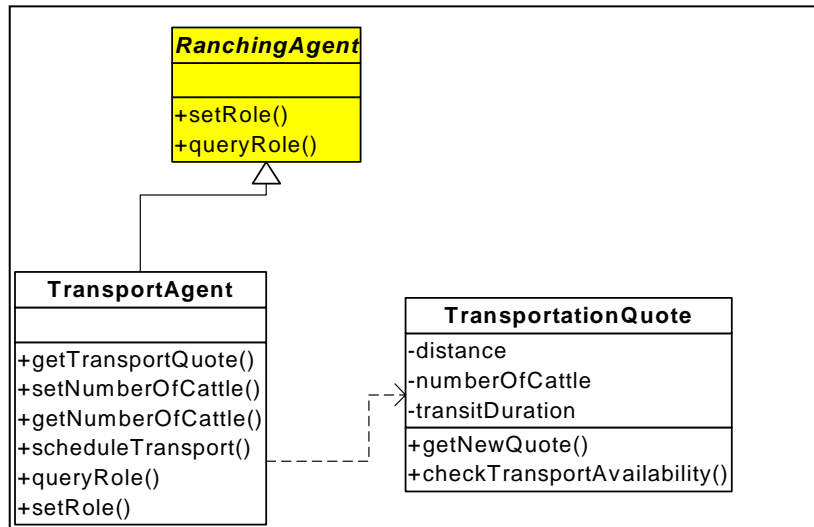 RanchingAgent
+setRole()
+queryRole()
TransportAgent
+getTransportQuote()
+setNumberOfCattle()
+getNumberOfCattle()
+scheduleTransport()
+queryRole()
+setRole()
TransportationQuote
-distance
-numberOfCattle
-transitDuration
+getNewQuote()
+checkTransportAvailability()